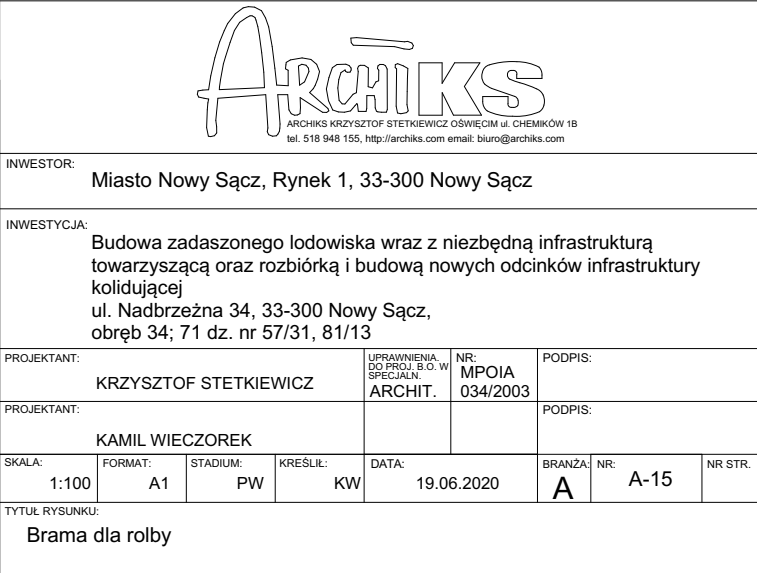 ARCHIKS
ARCHIKS KRZYSZTOF STETKIEWICZ OŚWIĘCIM ul. CHEMIKÓW 1B
tel. 518 948 155, http://archiks.com email: biuro@archiks.com
INWESTOR:
Miasto Nowy Sącz, Rynek 1, 33-300 Nowy Sącz
INWESTYCJA:
Budowa zadaszonego lodowiska wraz z niezbędną infrastrukturą
towarzyszącą oraz rozbiórką i budową nowych odcinków infrastruktury
kolidującej
ul. Nadbrzeżna 34, 33-300 Nowy Sącz,
obręb 34; 71 dz. nr 57/31, 81/13
PROJEKTANT:
KRZYSZTOF STETKIEWICZ
UPRAWNIENIA.
DO PROJ. B.O. W
SPECJALN.
ARCHIT.
NR:
MPOIA
034/2003
PODPIS:
PROJEKTANT:
KAMIL WIECZOREK
PODPIS:
SKALA:
1:100
FORMAT:
A1
STADIUM:
PW
KREŚLIŁ:
KW
DATA:
19.06.2020
BRANŻA:
A
NR:
A-15
NR STR.
TYTUŁ RYSUNKU:
Brama dla rolby